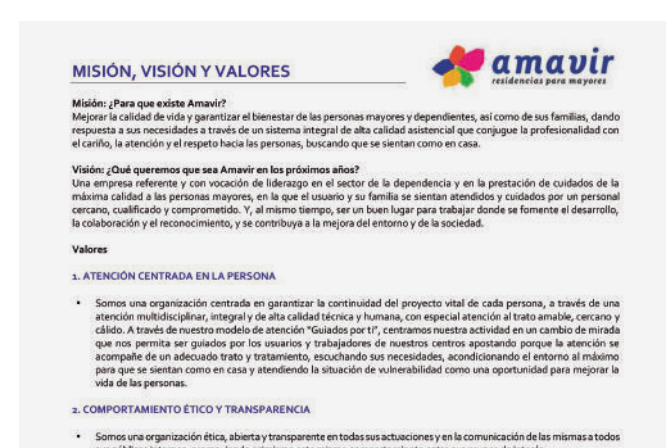 MISIÓN, VISIÓN Y VALORES
amavir
residencias para mayores
Misión: ¿Para que existe Amavir?
Mejorar la calidad de vida y garantizar el bienestar de las personas mayores y dependientes, así como de sus familias, dando
respuesta a sus necesidades a través de un sistema integral de alta calidad asistencial que conjugue la profesionalidad con
el cariño, la atención y el respeto hacia las personas, buscando que se sientan como en casa.
Visión: ¿Qué queremos que sea Amavir en los próximos años?
Una empresa referente y con vocación de liderazgo en el sector de la dependencia y en la prestación de cuidados de la
máxima calidad a las personas mayores, en la que el usuario y su familia se sientan atendidos y cuidados por un personal
cercano, cualificado y comprometido. Y, al mismo tiempo, ser un buen lugar para trabajar donde se fomente el desarrollo,
la colaboración y el reconocimiento, y se contribuya a la mejora del entorno y de la sociedad.
Valores
1. ATENCIÓN CENTRADA EN LA PERSONA
• Somos una organización centrada en garantizar la continuidad del proyecto vital de cada persona, a través de una
atención multidisciplinar, integral y de alta calidad técnica y humana, con especial atención al trato amable, cercano y
cálido. A través de nuestro modelo de atención "Guiados por ti", centramos nuestra actividad en un cambio de mirada
que nos permita ser guiados por los usuarios y trabajadores de nuestros centros apostando porque la atención se
acompañe de un adecuado trato y tratamiento, escuchando sus necesidades, acondicionando el entorno al máximo
para que se sientan como en casa y atendiendo la situación de vulnerabilidad como una oportunidad para mejorar la
vida de las personas.
2. COMPORTAMIENTO ÉTICO Y TRANSPARENCIA
• Somos una organización ética, abierta y transparente en todas sus actuaciones y en la comunicación de las mismas a todos